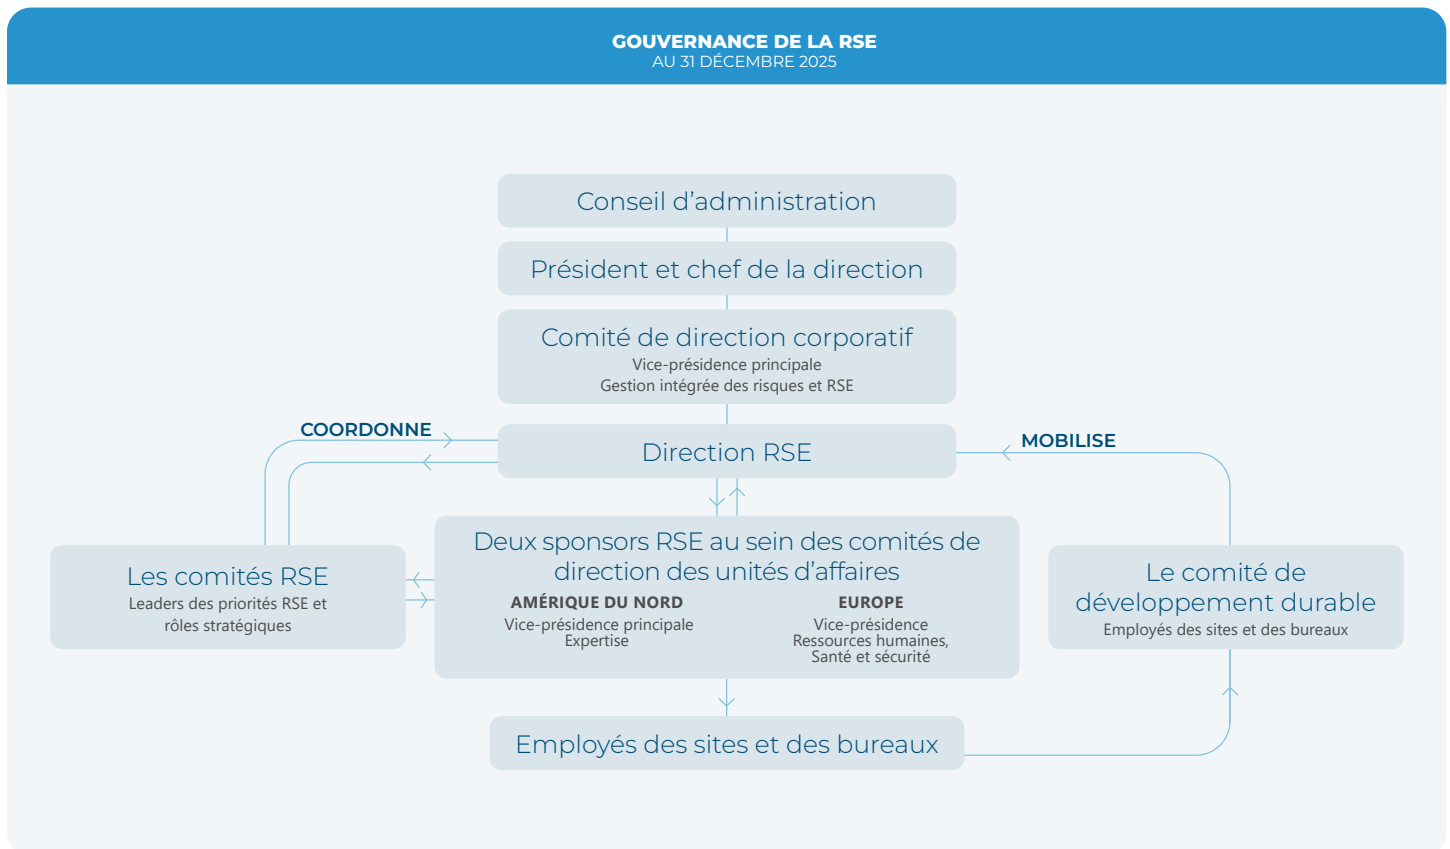 GOUVERNANCE DE LA RSE
AU 31 DÉCEMBRE 2025
Conseil d’administration
Président et chef de la direction
Comité de direction corporatif
Vice-présidence principale
Gestion intégrée des risques et RSE
COORDONNE
Direction RSE
MOBILISE
Les comités RSE
Leaders des priorités RSE et
rôles stratégiques
Deux sponsors RSE au sein des comités de
direction des unités d’affaires
AMÉRIQUE DU NORD
Vice-présidence principale
Expertise
EUROPE
Vice-présidence
Ressources humaines,
Santé et sécurité
Le comité de
développement durable
Employés des sites et des bureaux
Employés des sites et des bureaux